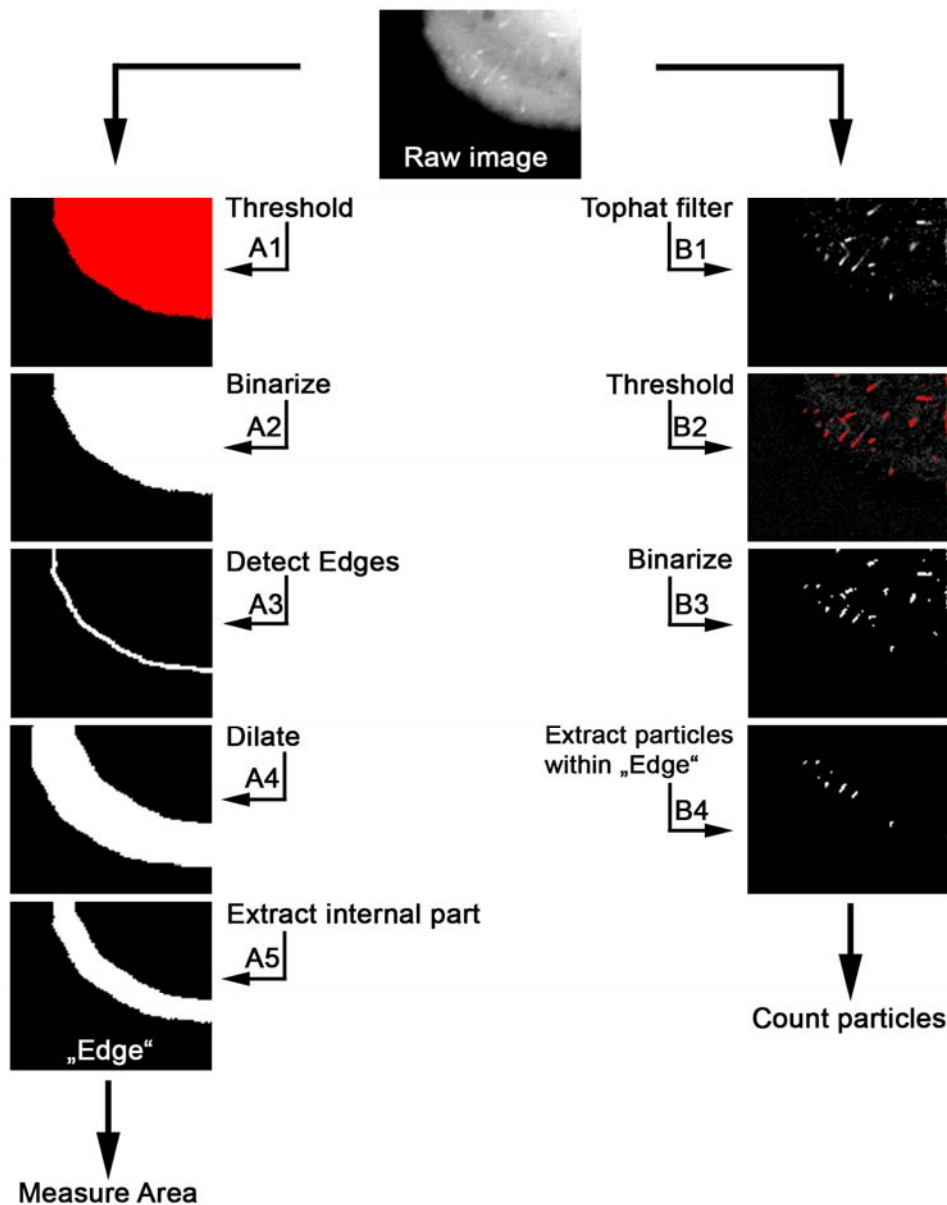 Raw image
Threshold
A1
Binarize
A2
Detect Edges
A3
Dilate
A4
Extract internal part
A5
„Edge“
Measure Area
Tophat filter
B1
Threshold
B2
Binarize
B3
Extract particles
within „Edge“
B4
Count particles